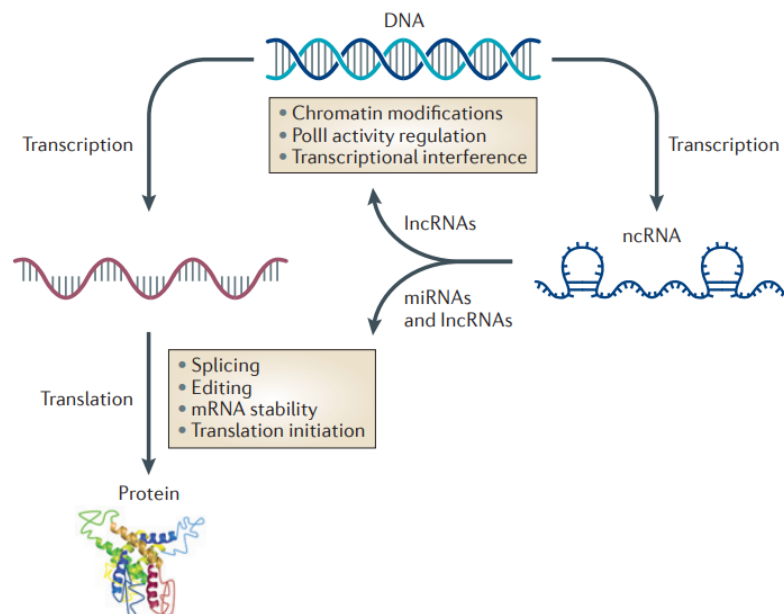 DNA
• Chromatin modifications
• PolII activity regulation
• Transcriptional interference
Transcription
Transcription
lncRNAs
ncRNA
miRNAs
and lncRNAs
• Splicing
• Editing
• mRNA stability
• Translation initiation
Translation
Protein